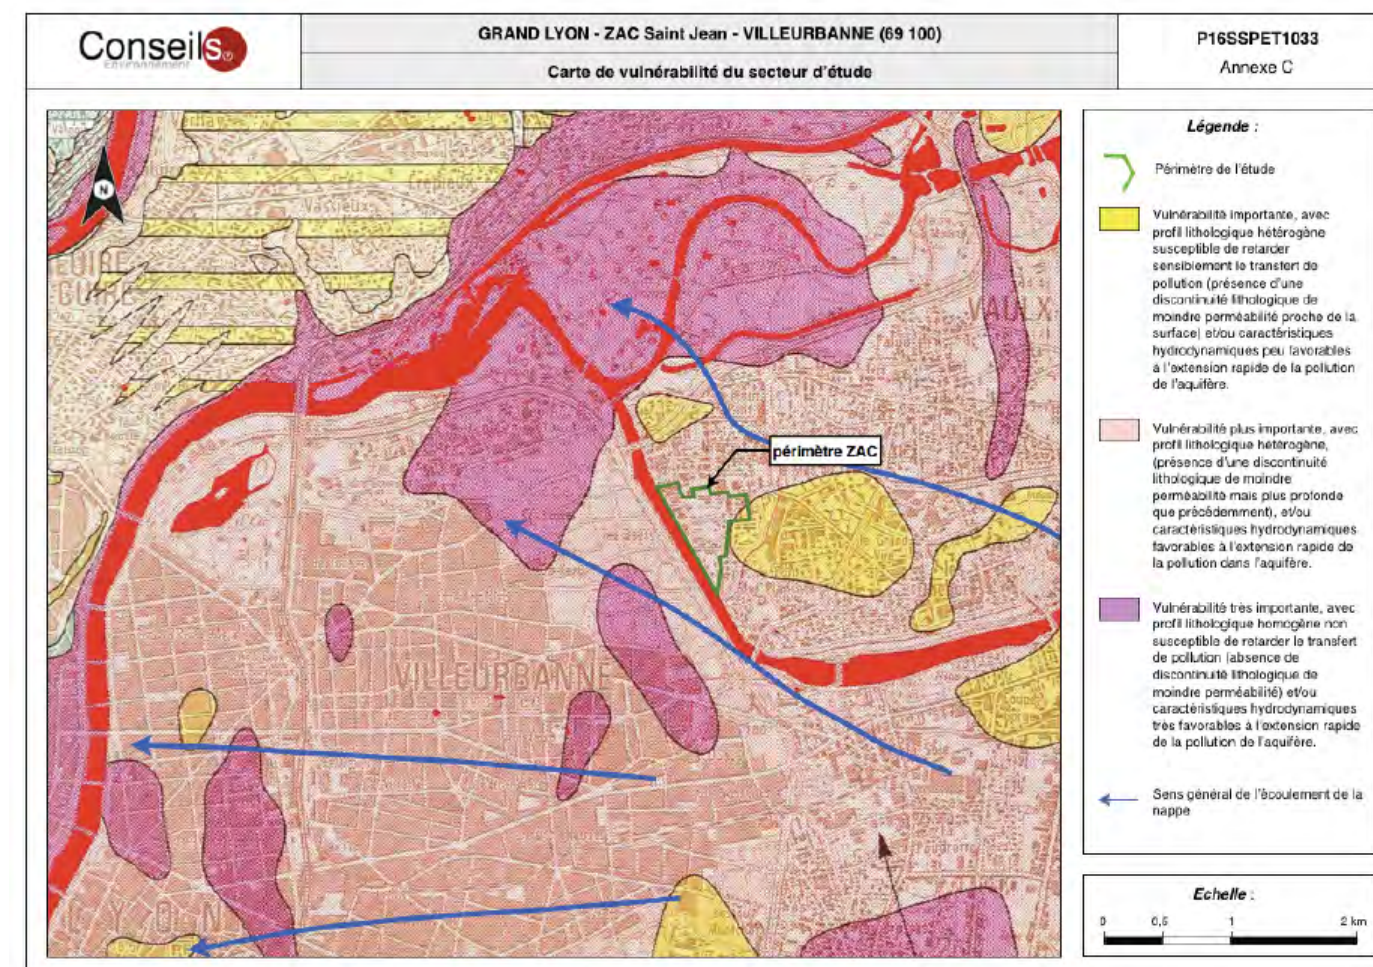 Conseils
Environnement
GRAND LYON - ZAC Saint Jean - VILLEURBANNE (69 100)
Carte de vulnérabilité du secteur d'étude
P16SSPET1033
Annexe C
Vassieux
VAULX
périmètre ZAC
VILLEURBANNE
LYON
Légende :
Périmètre de l'étude
Vulnérabilité importante, avec
profil lithologique hétérogène
susceptible de retarder
sensiblement le transfert de
pollution (présence d'une
discontinuité lithologique de
moindre perméabilité proche de la
surface) et/ou caractéristiques
hydrodynamiques peu favorables
à l'extension rapide de la pollution
de l'aquifère.
Vulnérabilité plus importante, avec
profil lithologique hétérogène,
(présence d'une discontinuité
lithologique de moindre
perméabilité mais plus profonde
que précédemment), et/ou
caractéristiques hydrodynamiques
favorables à l'extension rapide de
la pollution dans l'aquifère.
Vulnérabilité très importante, avec
profil lithologique homogène non
susceptible de retarder le transfert
de pollution (absence de
discontinuité lithologique de
moindre perméabilité) et/ou
caractéristiques hydrodynamiques
très favorables à l'extension rapide
de la pollution de l'aquifère.
Sens général de l'écoulement de la
nappe
Echelle :
0 0,5 1 2 km
N